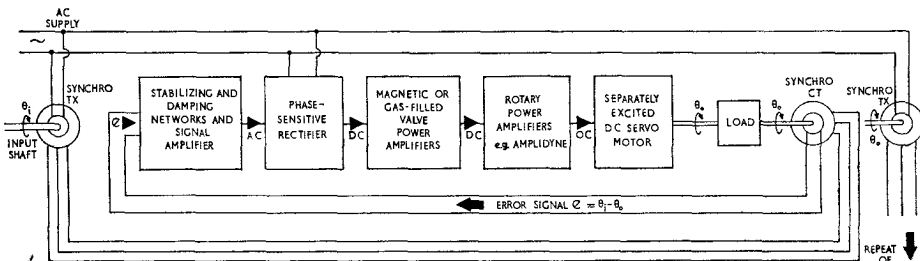 AC
SUPPLY
~
SYNCHRO
TX
θi
INPUT
SHAFT
e
STABILIZING AND
DAMPING
NETWORKS AND
SIGNAL
AMPLIFIER
AC
PHASE-
SENSITIVE
RECTIFIER
DC
MAGNETIC OR
GAS-FILLED
VALVE
POWER
AMPLIFIERS
DC
ROTARY
POWER
AMPLIFIERS
e.g. AMPLIDYNE
OC
SEPARATELY
EXCITED
DC SERVO
MOTOR
θo
LOAD
θo
SYNCHRO
CT
SYNCHRO
TX
θo
ERROR SIGNAL e = θi-θo
REPEAT
OF